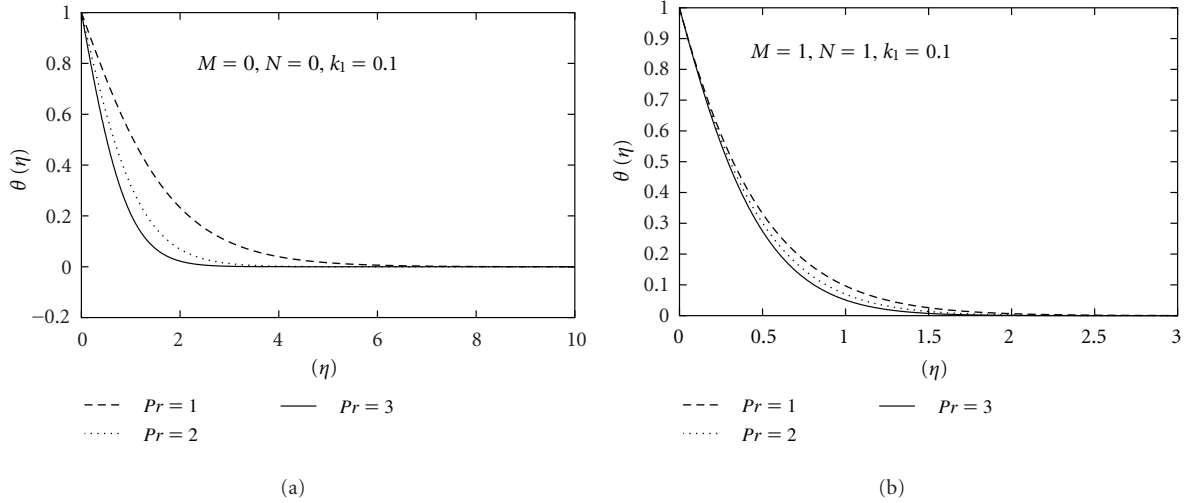 1
0.8
0.6
0.4
0.2
0
−0.2
θ (η)
M = 0, N = 0, k₁ = 0.1
0 2 4 6 8 10
(η)
Pr = 1 Pr = 3
Pr = 2
(a)
1
0.9
0.8
0.7
0.6
0.5
0.4
0.3
0.2
0.1
0
θ (η)
M = 1, N = 1, k₁ = 0.1
0 0.5 1 1.5 2 2.5 3
(η)
Pr = 1 Pr = 3
Pr = 2
(b)